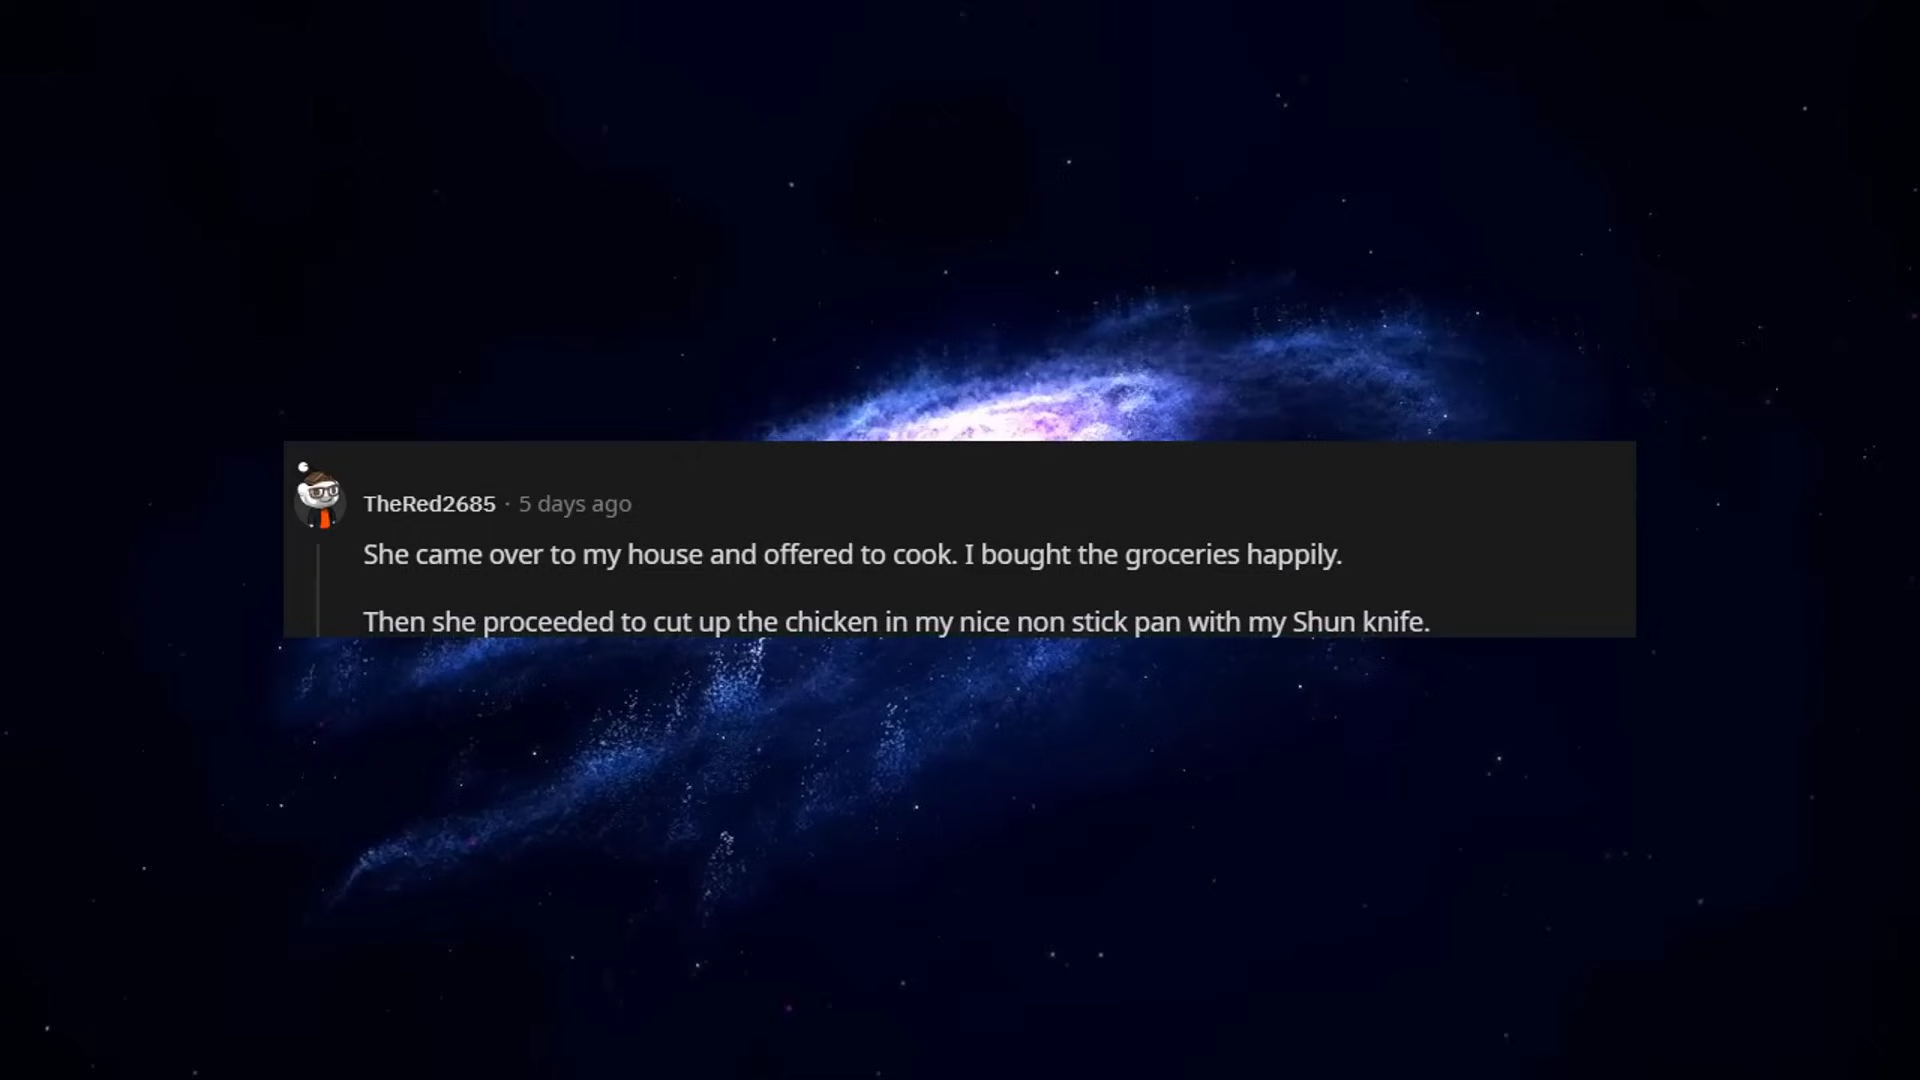 TheRed2685 · 5 days ago
She came over to my house and offered to cook. I bought the groceries happily.
Then she proceeded to cut up the chicken in my nice non stick pan with my Shun knife.